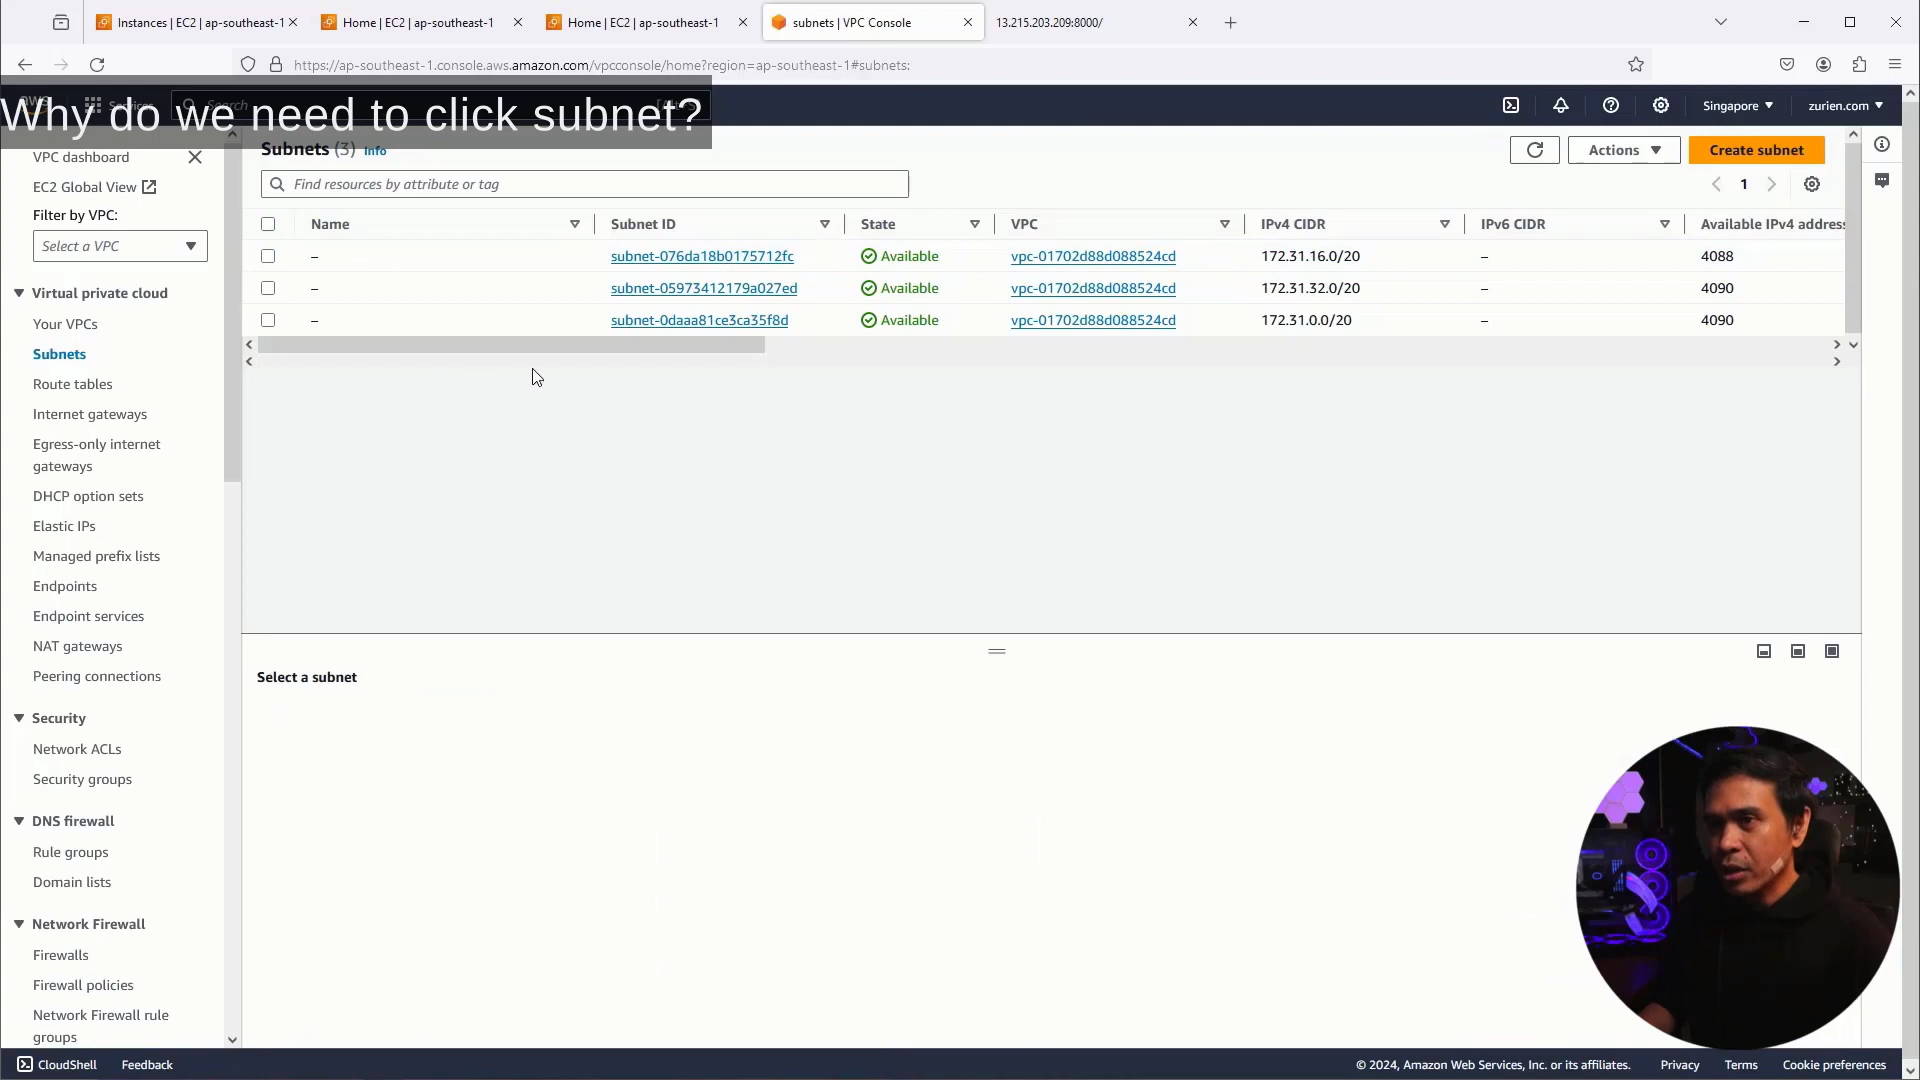 Instances | EC2 | ap-southeast-1
Home | EC2 | ap-southeast-1
Home | EC2 | ap-southeast-1
subnets | VPC Console
13.215.203.209:8000/
https://ap-southeast-1.console.aws.amazon.com/vpcconsole/home?region=ap-southeast-1#subnets:
Why do we need to click subnet?
aws
Services
Search
Singapore
zurien.com
VPC dashboard
EC2 Global View
Filter by VPC:
Select a VPC
Virtual private cloud
Your VPCs
Subnets
Route tables
Internet gateways
Egress-only internet
gateways
DHCP option sets
Elastic IPs
Managed prefix lists
Endpoints
Endpoint services
NAT gateways
Peering connections
Security
Network ACLs
Security groups
DNS firewall
Rule groups
Domain lists
Network Firewall
Firewalls
Firewall policies
Network Firewall rule
groups
Subnets (3) Info
Actions
Create subnet
Find resources by attribute or tag
1
Name Subnet ID State VPC IPv4 CIDR IPv6 CIDR Available IPv4 address
– subnet-076da18b0175712fc Available vpc-01702d88d088524cd 172.31.16.0/20 – 4088
– subnet-05973412179a027ed Available vpc-01702d88d088524cd 172.31.32.0/20 – 4090
– subnet-0daaa81ce3ca35f8d Available vpc-01702d88d088524cd 172.31.0.0/20 – 4090
Select a subnet
CloudShell
Feedback
© 2024, Amazon Web Services, Inc. or its affiliates.
Privacy
Terms
Cookie preferences